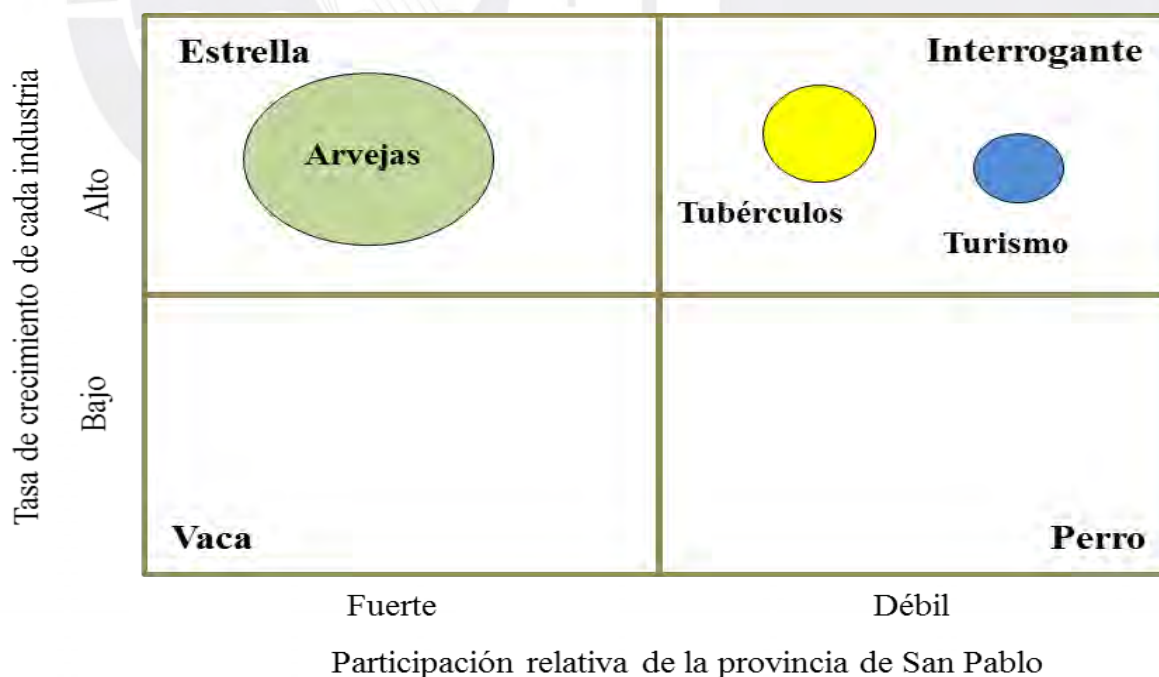 Estrella
Interrogante
Arvejas
Tubérculos
Turismo
Tasa de crecimiento de cada industria
Alto
Bajo
Vaca
Perro
Fuerte
Débil
Participación relativa de la provincia de San Pablo